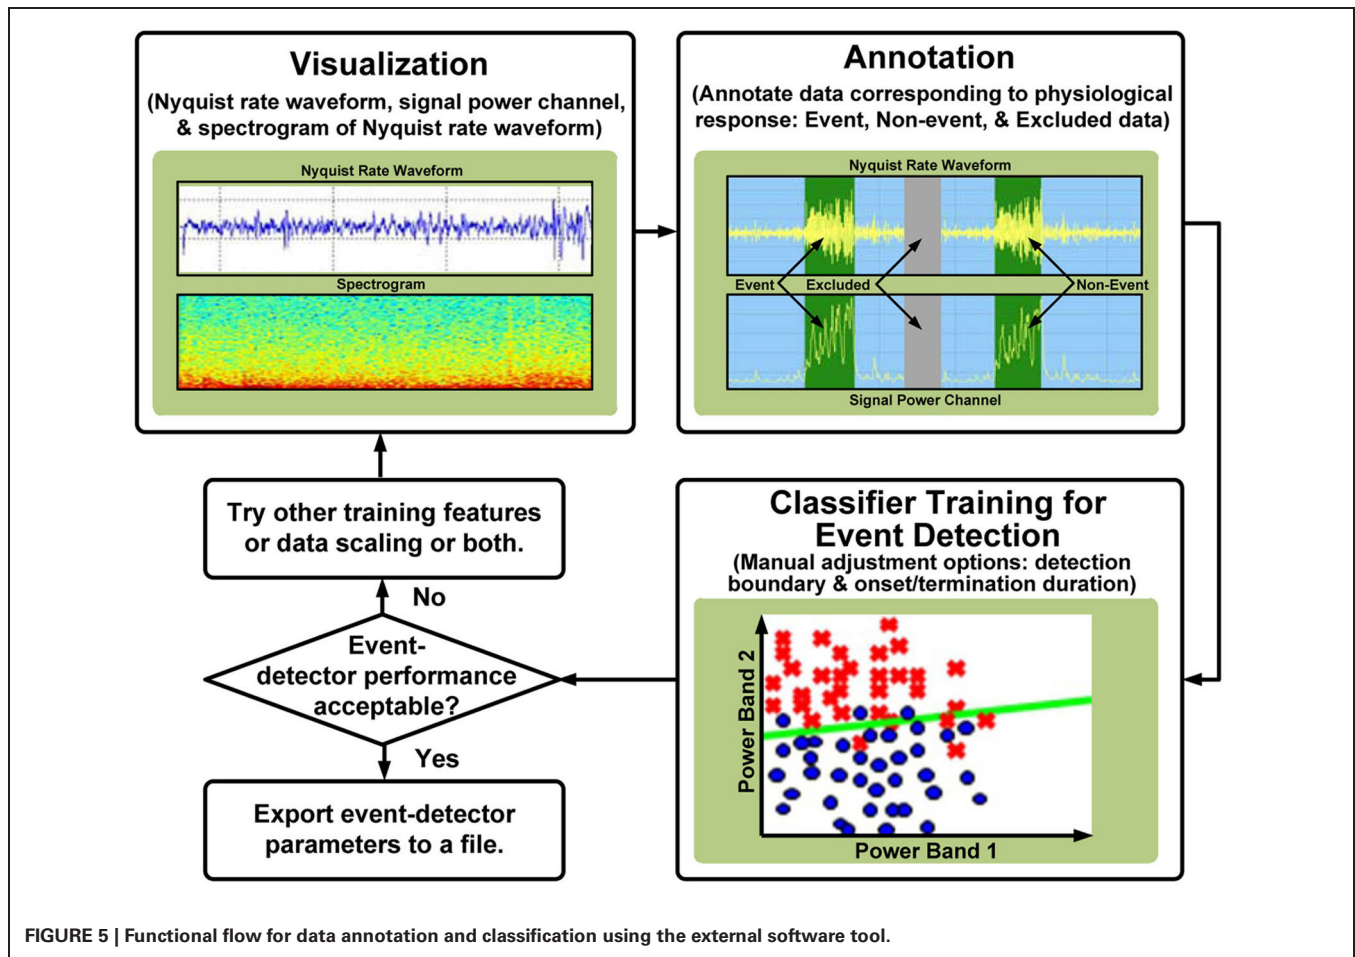 Visualization
(Nyquist rate waveform, signal power channel,
& spectrogram of Nyquist rate waveform)
Nyquist Rate Waveform
Spectrogram
Annotation
(Annotate data corresponding to physiological
response: Event, Non-event, & Excluded data)
Nyquist Rate Waveform
Event
Excluded
Non-Event
Signal Power Channel
Classifier Training for
Event Detection
(Manual adjustment options: detection
boundary & onset/termination duration)
Power Band 2
Power Band 1
Event-
detector performance
acceptable?
No
Try other training features
or data scaling or both.
Yes
Export event-detector
parameters to a file.
FIGURE 5 | Functional flow for data annotation and classification using the external software tool.